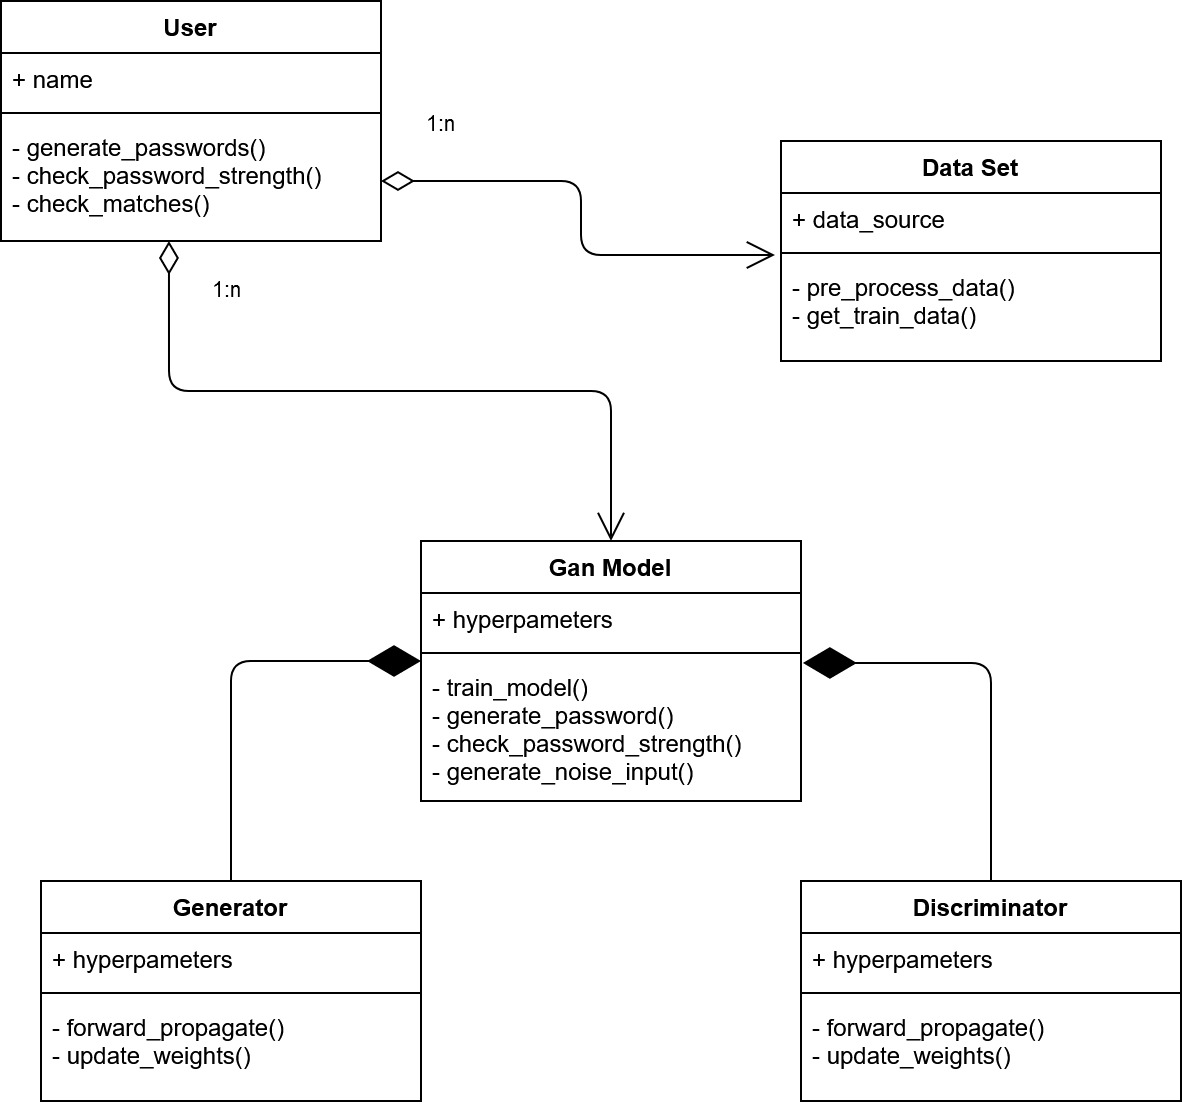 User
+ name
- generate_passwords()
- check_password_strength()
- check_matches()
1:n
1:n
Data Set
+ data_source
- pre_process_data()
- get_train_data()
Gan Model
+ hyperpameters
- train_model()
- generate_password()
- check_password_strength()
- generate_noise_input()
Generator
+ hyperpameters
- forward_propagate()
- update_weights()
Discriminator
+ hyperpameters
- forward_propagate()
- update_weights()